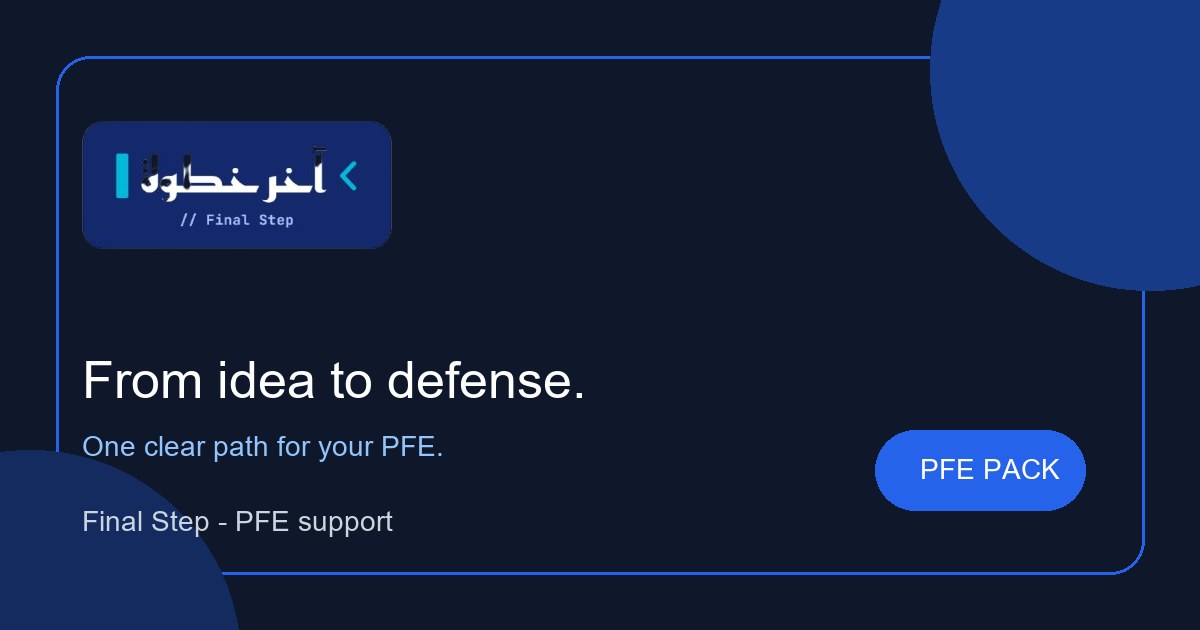 آخر خطوة
// Final Step
From idea to defense.
One clear path for your PFE.
PFE PACK
Final Step - PFE support